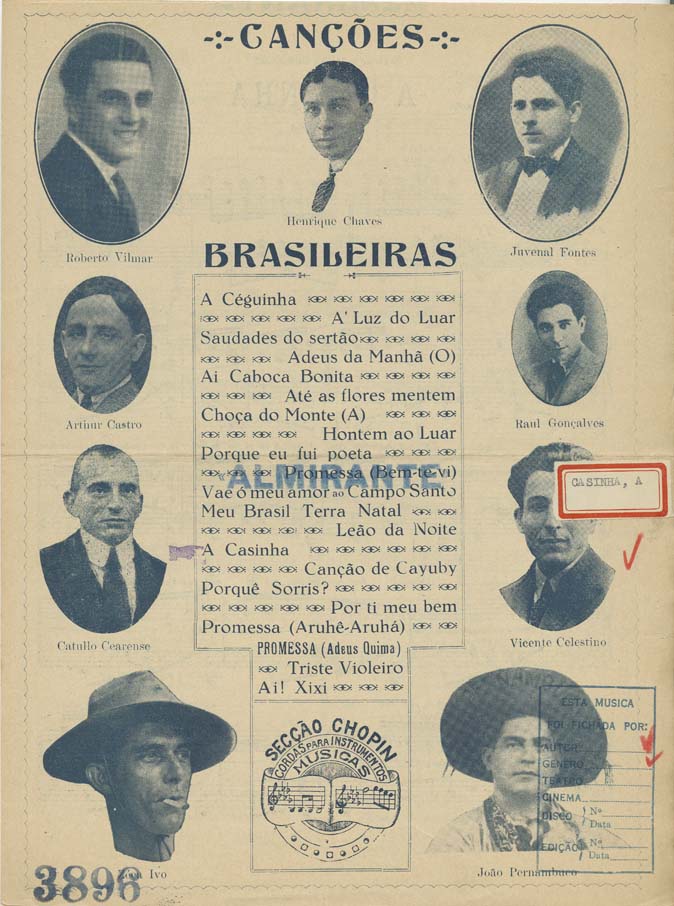 CANÇÕES
Roberto Vilmar
Henrique Chaves
Juvenal Fontes
BRASILEIRAS
A Céguinha
A' Luz do Luar
Saudades do sertão
Adeus da Manhã (O)
Ai Caboca Bonita
Até as flores mentem
Choça do Monte (A)
Hontem ao Luar
Porque eu fui poeta
Promessa (Bem-te-vi)
Vae ó meu amor ao Campo Santo
Meu Brasil Terra Natal
Leão da Noite
A Casinha
Canção de Cayuby
Porquê Sorris?
Por ti meu bem
Promessa (Aruhê-Aruhá)
PROMESSA (Adeus Quima)
Triste Violeiro
Ai! Xixi
ALMIRANTE
Arthur Castro
Raul Gonçalves
CASINHA, A
Catullo Cearense
Vicente Celestino
SECÇÃO CHOPIN
CORDAS PARA INSTRUMENTOS
MUSICAS
ESTA MUSICA
FOI FICHADA POR:
AUTOR
GENERO
TEATRO
CINEMA
DISCO Nº
Data
EDIÇÃO Nº
Data
Ivo
João Pernambuco
3896